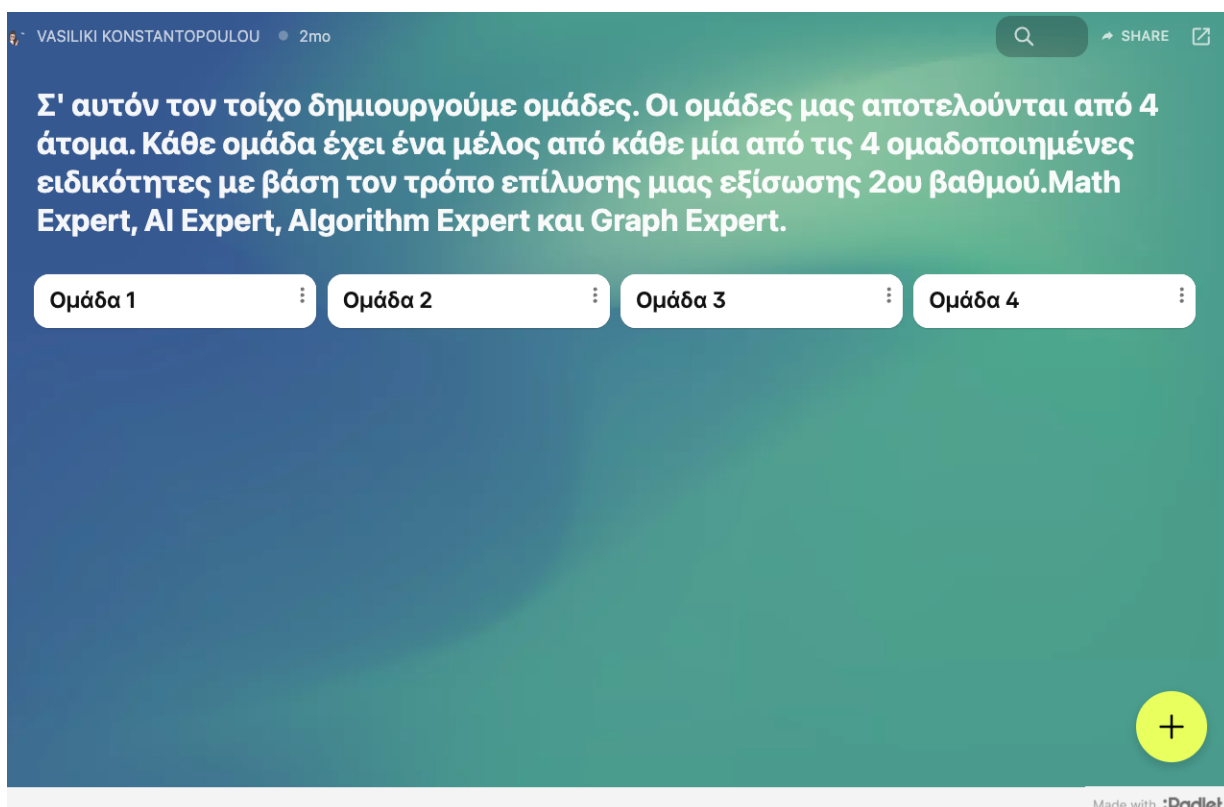 VASILIKI KONSTANTOPOULOU • 2mo
SHARE
Σ' αυτόν τον τοίχο δημιουργούμε ομάδες. Οι ομάδες μας αποτελούνται από 4
άτομα. Κάθε ομάδα έχει ένα μέλος από κάθε μία από τις 4 ομαδοποιημένες
ειδικότητες με βάση τον τρόπο επίλυσης μιας εξίσωσης 2ου βαθμού.Math
Expert, AI Expert, Algorithm Expert και Graph Expert.
Ομάδα 1
Ομάδα 2
Ομάδα 3
Ομάδα 4
Made with :Padlet